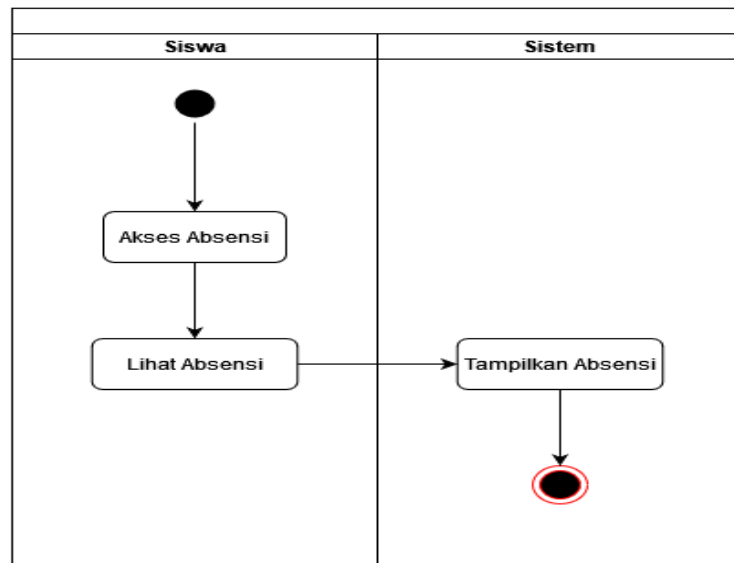 Siswa
Sistem
Akses Absensi
Lihat Absensi
Tampilkan Absensi